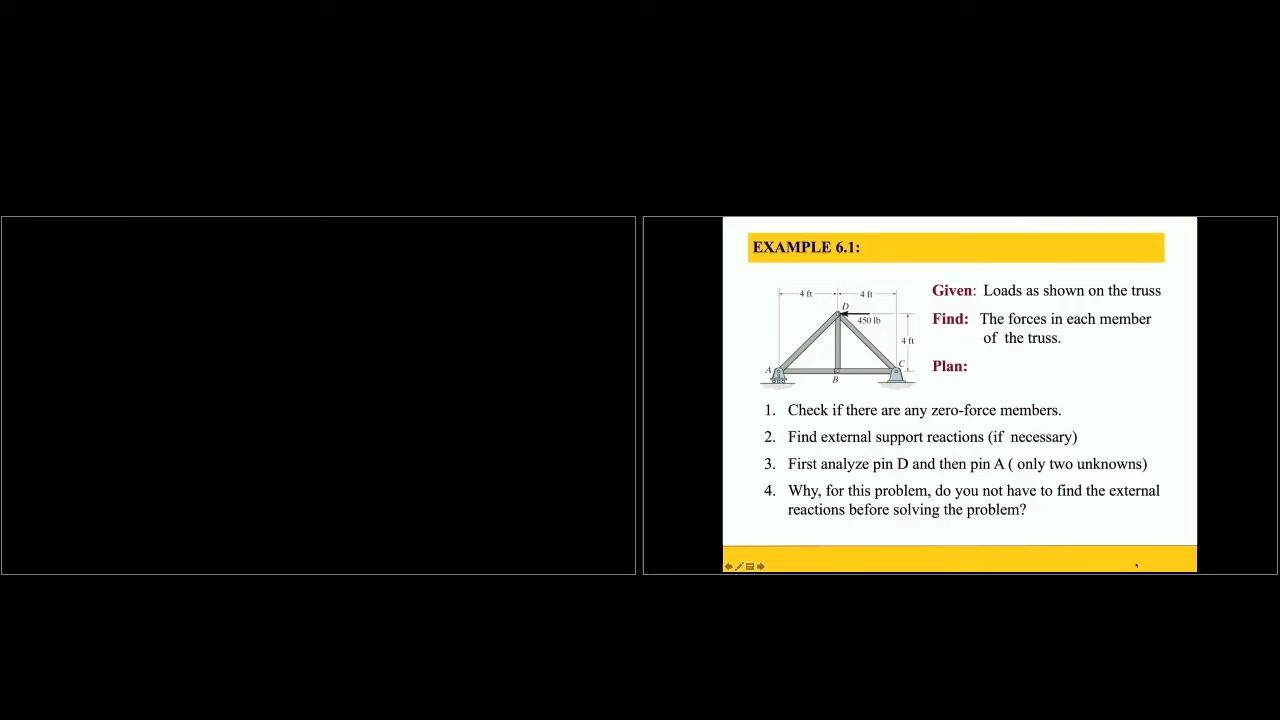 EXAMPLE 6.1:
4 ft
4 ft
D
450 lb
4 ft
A
B
C
Given: Loads as shown on the truss
Find: The forces in each member
of the truss.
Plan:
1. Check if there are any zero-force members.
2. Find external support reactions (if necessary)
3. First analyze pin D and then pin A ( only two unknowns)
4. Why, for this problem, do you not have to find the external
reactions before solving the problem?